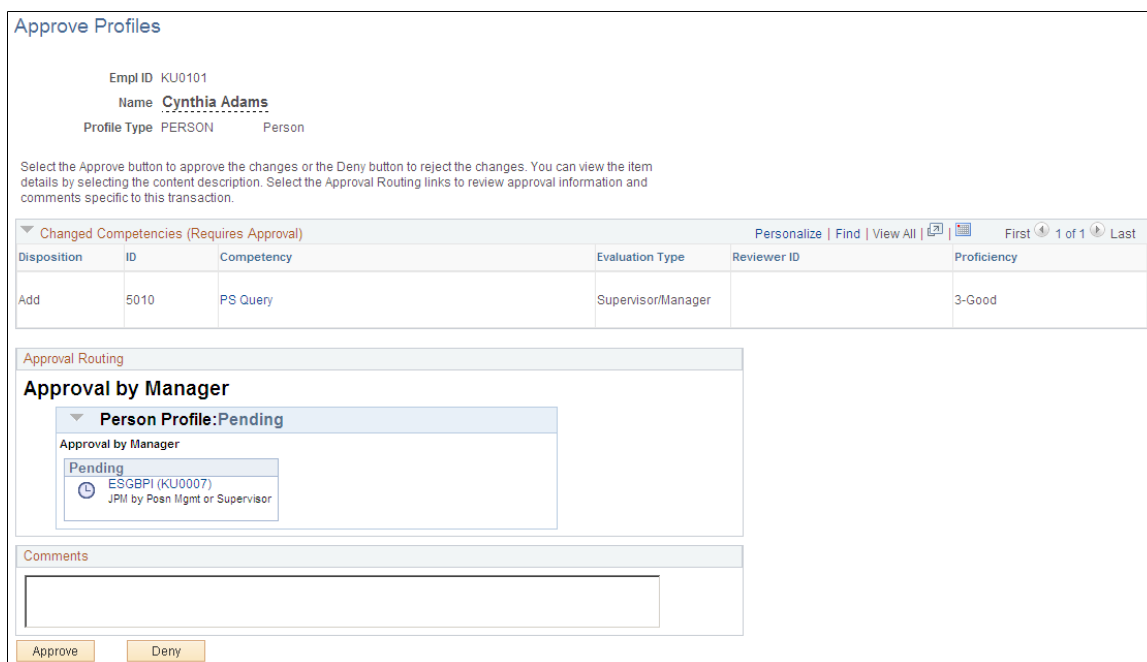 Approve Profiles
Empl ID KU0101
Name Cynthia Adams
Profile Type PERSON Person
Select the Approve button to approve the changes or the Deny button to reject the changes. You can view the item
details by selecting the content description. Select the Approval Routing links to review approval information and
comments specific to this transaction.
Changed Competencies (Requires Approval) Personalize | Find | View All | | First 1 of 1 Last
Disposition ID Competency Evaluation Type Reviewer ID Proficiency
Add 5010 PS Query Supervisor/Manager 3-Good
Approval Routing
Approval by Manager
Person Profile:Pending
Approval by Manager
Pending
ESGBPI (KU0007)
JPM by Posn Mgmt or Supervisor
Comments
Approve Deny